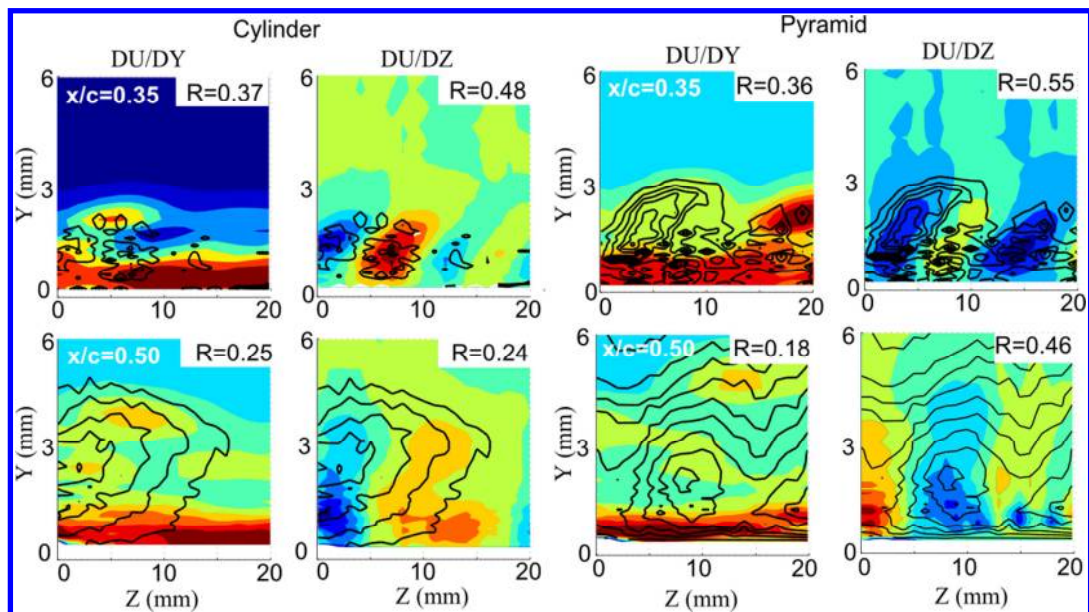 Cylinder Pyramid
DU/DY DU/DZ DU/DY DU/DZ
6 6 6 6
x/c=0.35 R=0.37 R=0.48 x/c=0.35 R=0.36 R=0.55
Y (mm) Y (mm)
3 3 3 3
0 0 0 0
0 10 20 0 10 20 0 10 20 0 10 20
6 6 6 6
x/c=0.50 R=0.25 R=0.24 x/c=0.50 R=0.18 R=0.46
Y (mm) Y (mm)
3 3 3 3
0 0 0 0
0 10 20 0 10 20 0 10 20 0 10 20
Z (mm) Z (mm) Z (mm) Z (mm)